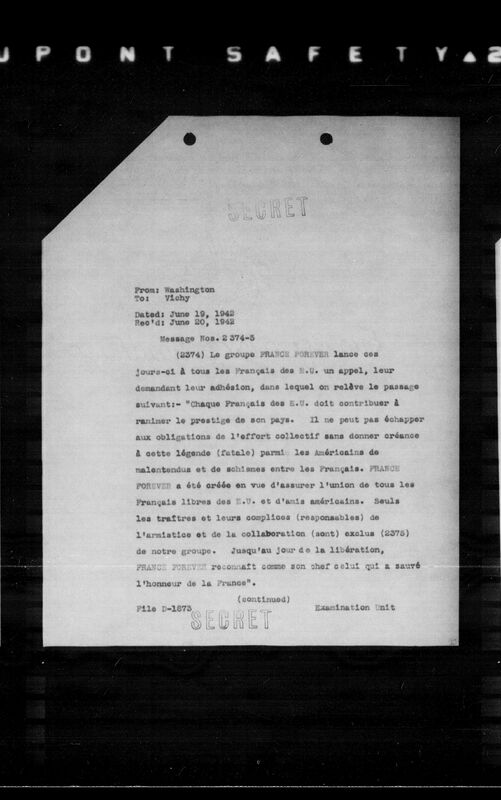 UPONT SAFETY▲2
SECRET
From: Washington
To: Vichy
Dated: June 19, 1942
Rec'd: June 20, 1942
Message Nos. 2374-5
(2374) Le groupe FRANCE FOREVER lance ces
jours-ci à tous les Français des E.U. un appel, leur
demandant leur adhésion, dans lequel on relève le passage
suivant:- "Chaque Français des E.U. doit contribuer à
ranimer le prestige de son pays. Il ne peut pas échapper
aux obligations de l'effort collectif sans donner créance
à cette légende (fatale) parmi les Américains de
malentendus et de schismes entre les Français. FRANCE
FOREVER a été créée en vue d'assurer l'union de tous les
Français libres des E.U. et d'amis américains. Seuls
les traîtres et leurs complices (responsables) de
l'armistice et de la collaboration (sont) exclus (2375)
de notre groupe. Jusqu'au jour de la libération,
FRANCE FOREVER reconnaît comme son chef celui qui a sauvé
l'honneur de la France".
(continued)
File D-1873 Examination Unit
SECRET